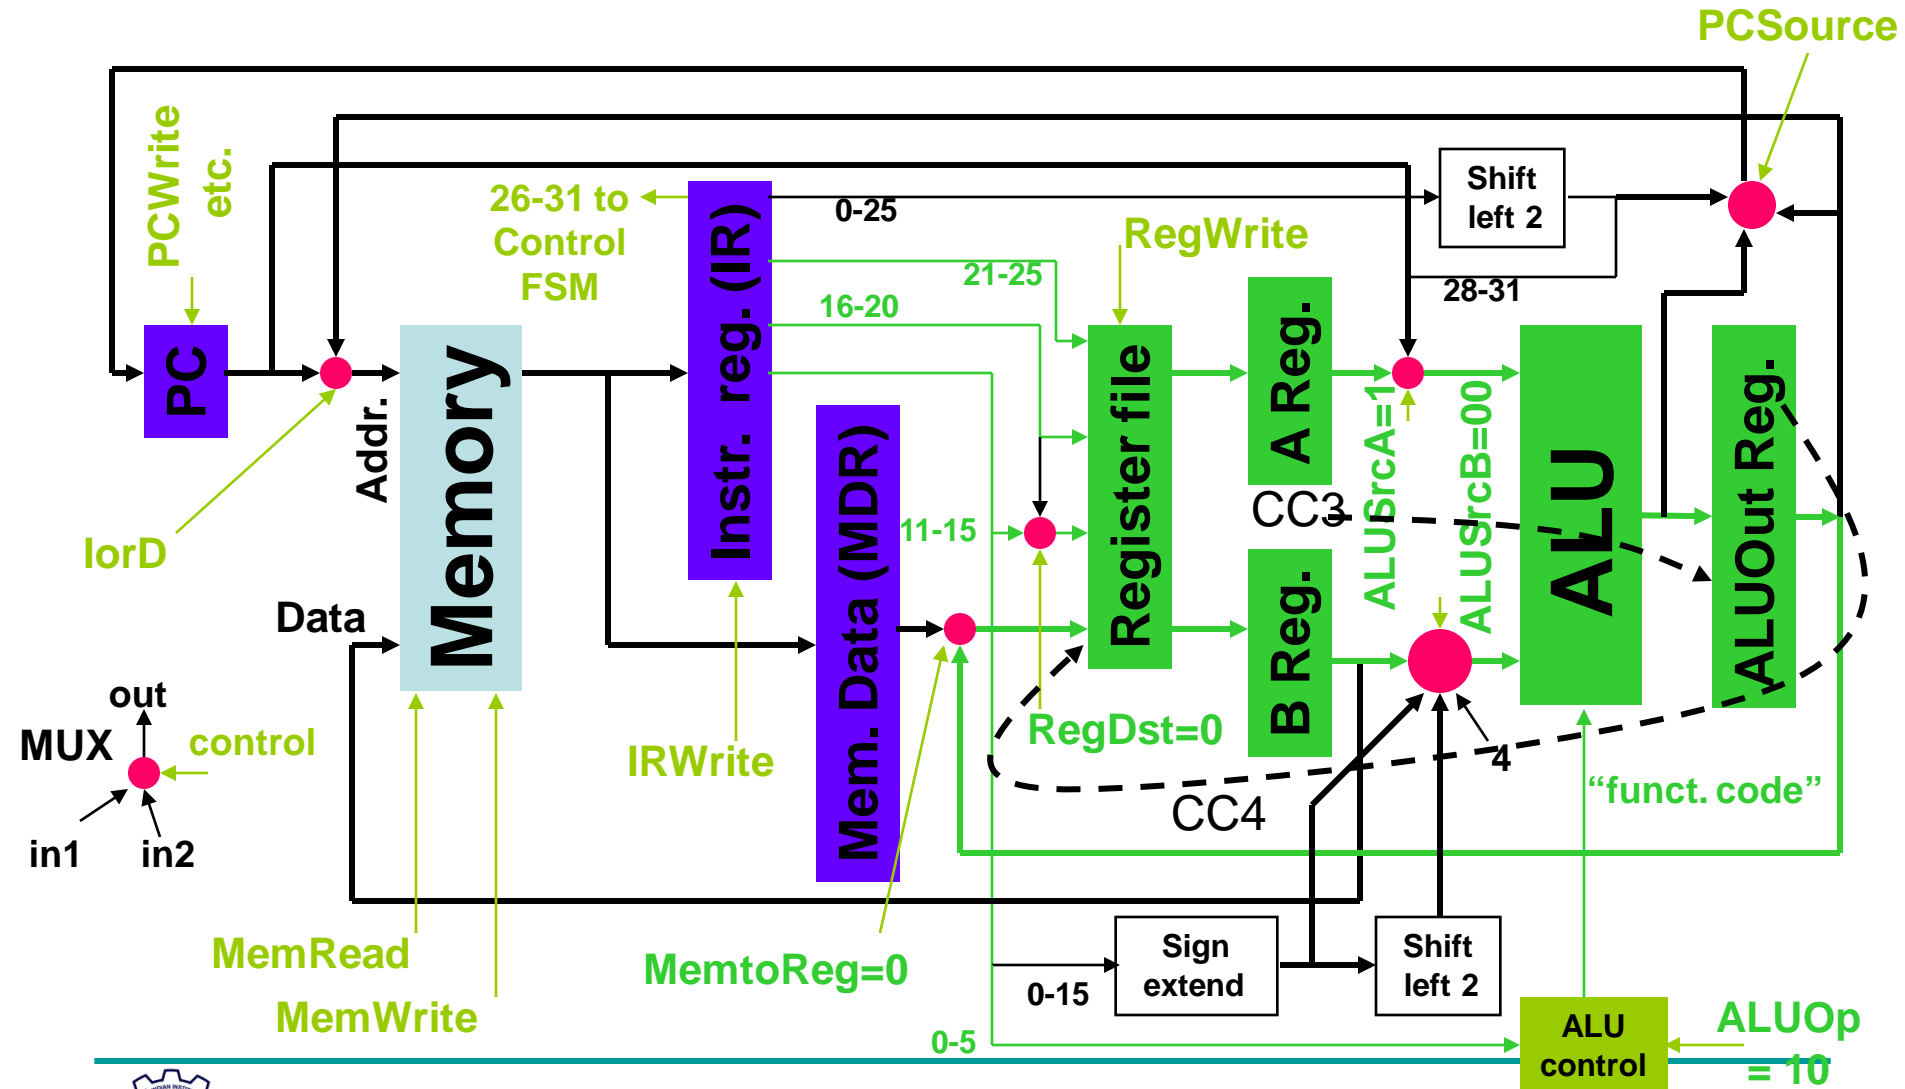 PCSource
PCWrite
etc.
26-31 to
Control
FSM
Instr. reg. (IR)
0-25
Shift
left 2
RegWrite
21-25
28-31
16-20
PC
Addr.
Memory
Register file
A Reg.
ALUSrcA=1
ALUSrcB=00
ALU
ALUOut Reg.
CC3
11-15
IorD
Data
Mem. Data (MDR)
B Reg.
out
MUX
control
in1
in2
IRWrite
RegDst=0
4
CC4
“funct. code”
MemRead
MemWrite
MemtoReg=0
0-15
Sign
extend
Shift
left 2
0-5
ALU
control
ALUOp
= 10